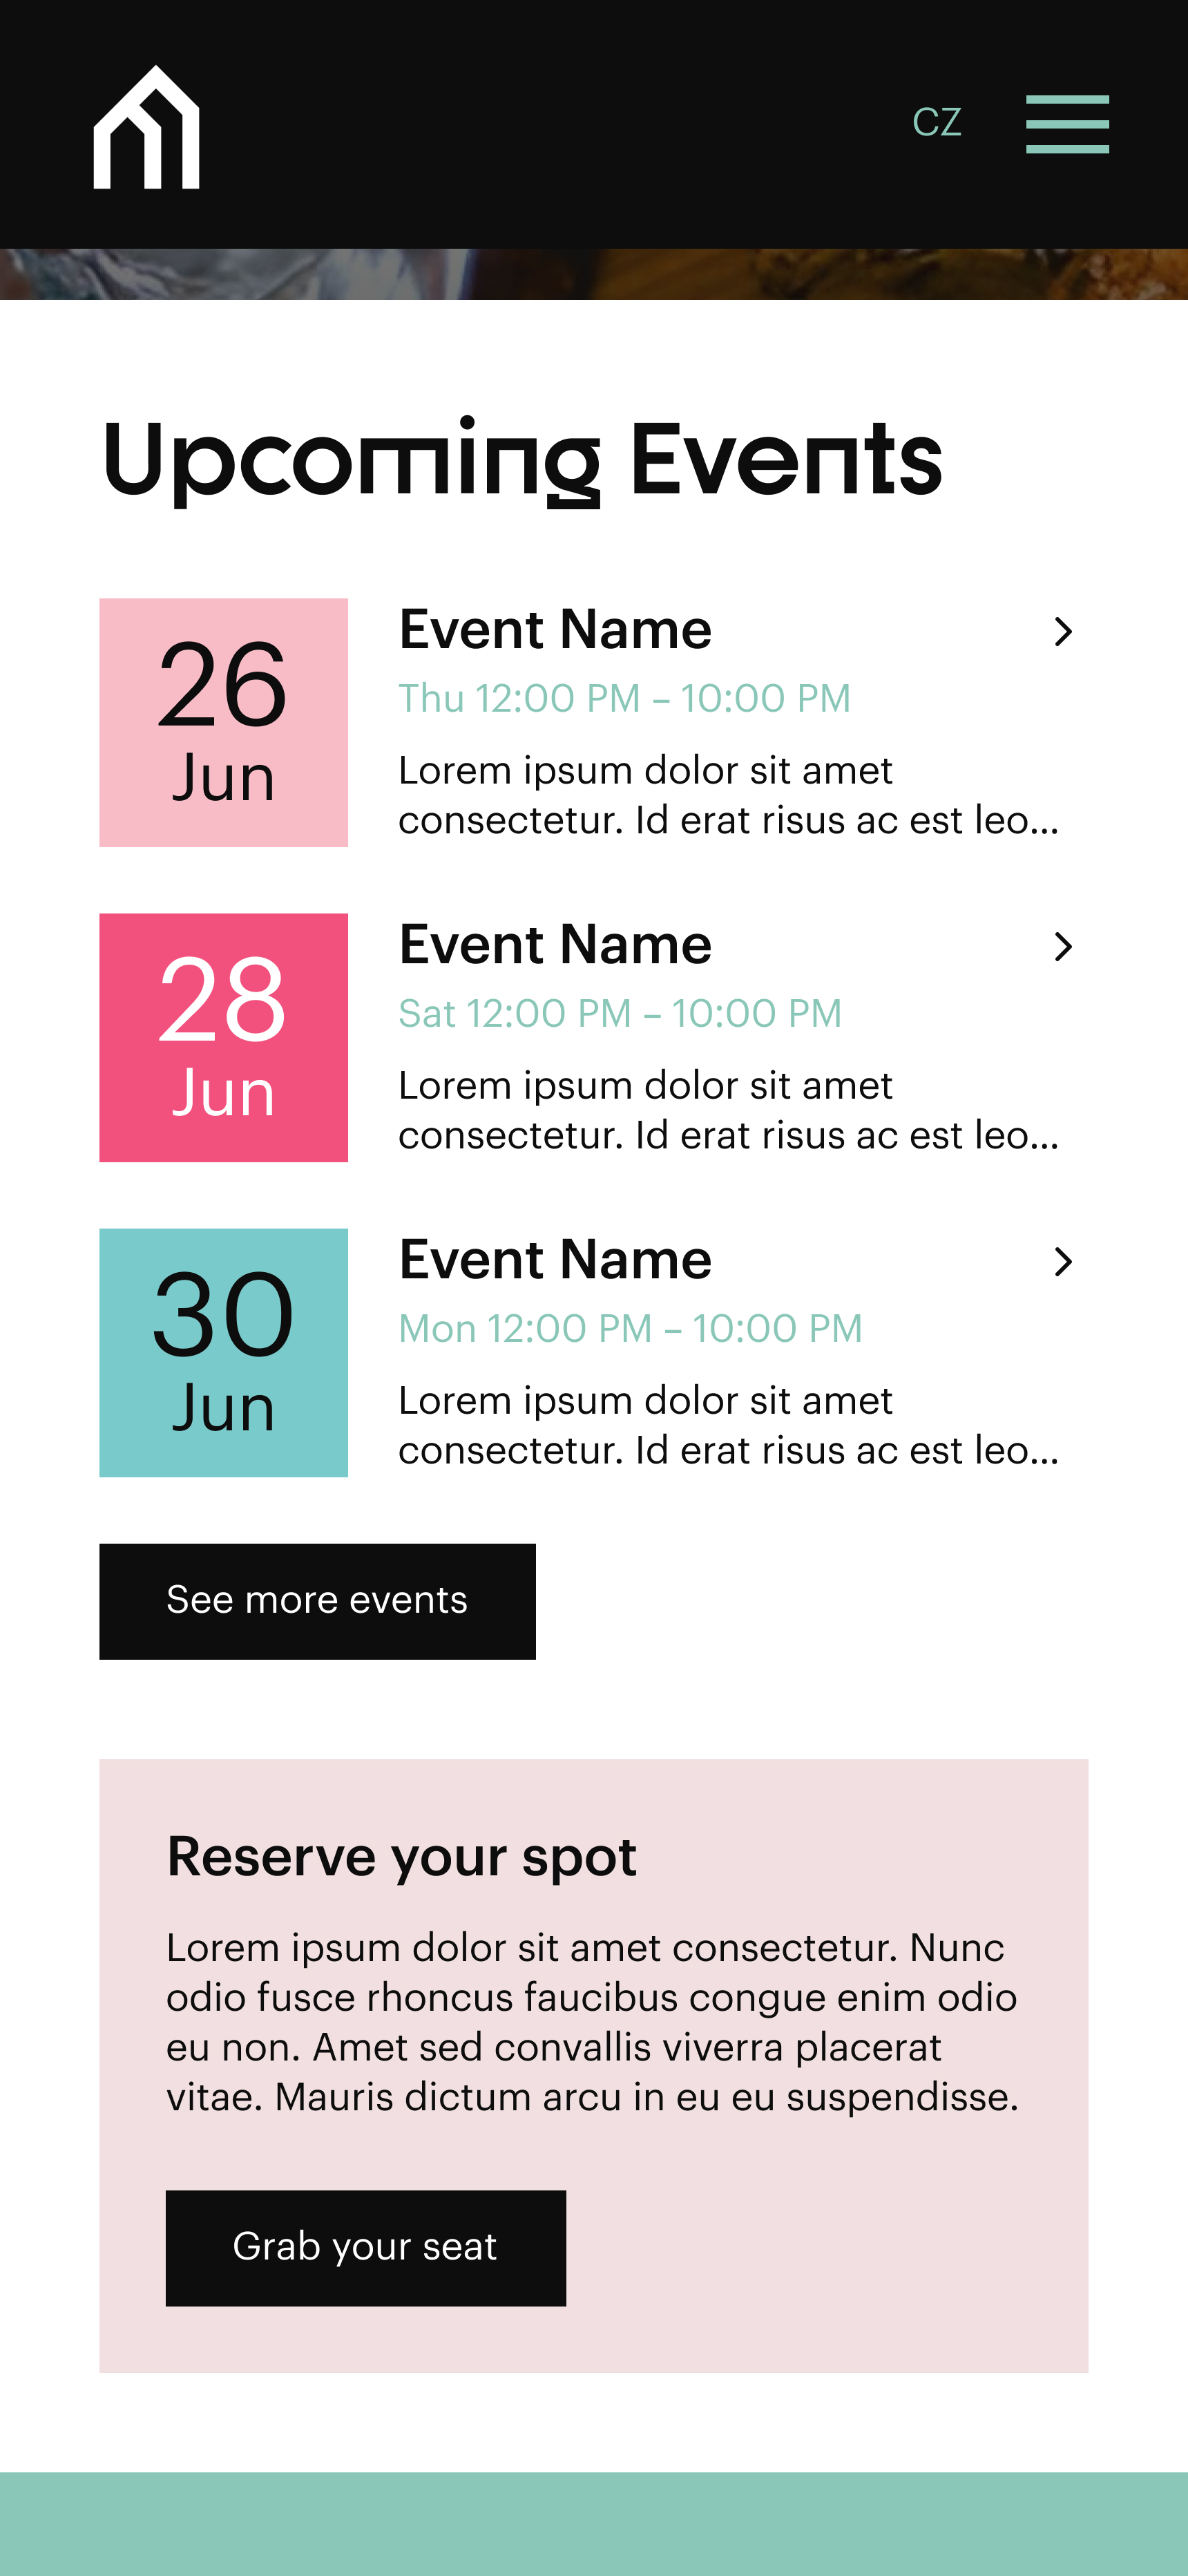 CZ
Upcoming Events
26
Jun
Event Name
Thu 12:00 PM – 10:00 PM
Lorem ipsum dolor sit amet
consectetur. Id erat risus ac est leo...
28
Jun
Event Name
Sat 12:00 PM – 10:00 PM
Lorem ipsum dolor sit amet
consectetur. Id erat risus ac est leo...
30
Jun
Event Name
Mon 12:00 PM – 10:00 PM
Lorem ipsum dolor sit amet
consectetur. Id erat risus ac est leo...
See more events
Reserve your spot
Lorem ipsum dolor sit amet consectetur. Nunc
odio fusce rhoncus faucibus congue enim odio
eu non. Amet sed convallis viverra placerat
vitae. Mauris dictum arcu in eu eu suspendisse.
Grab your seat